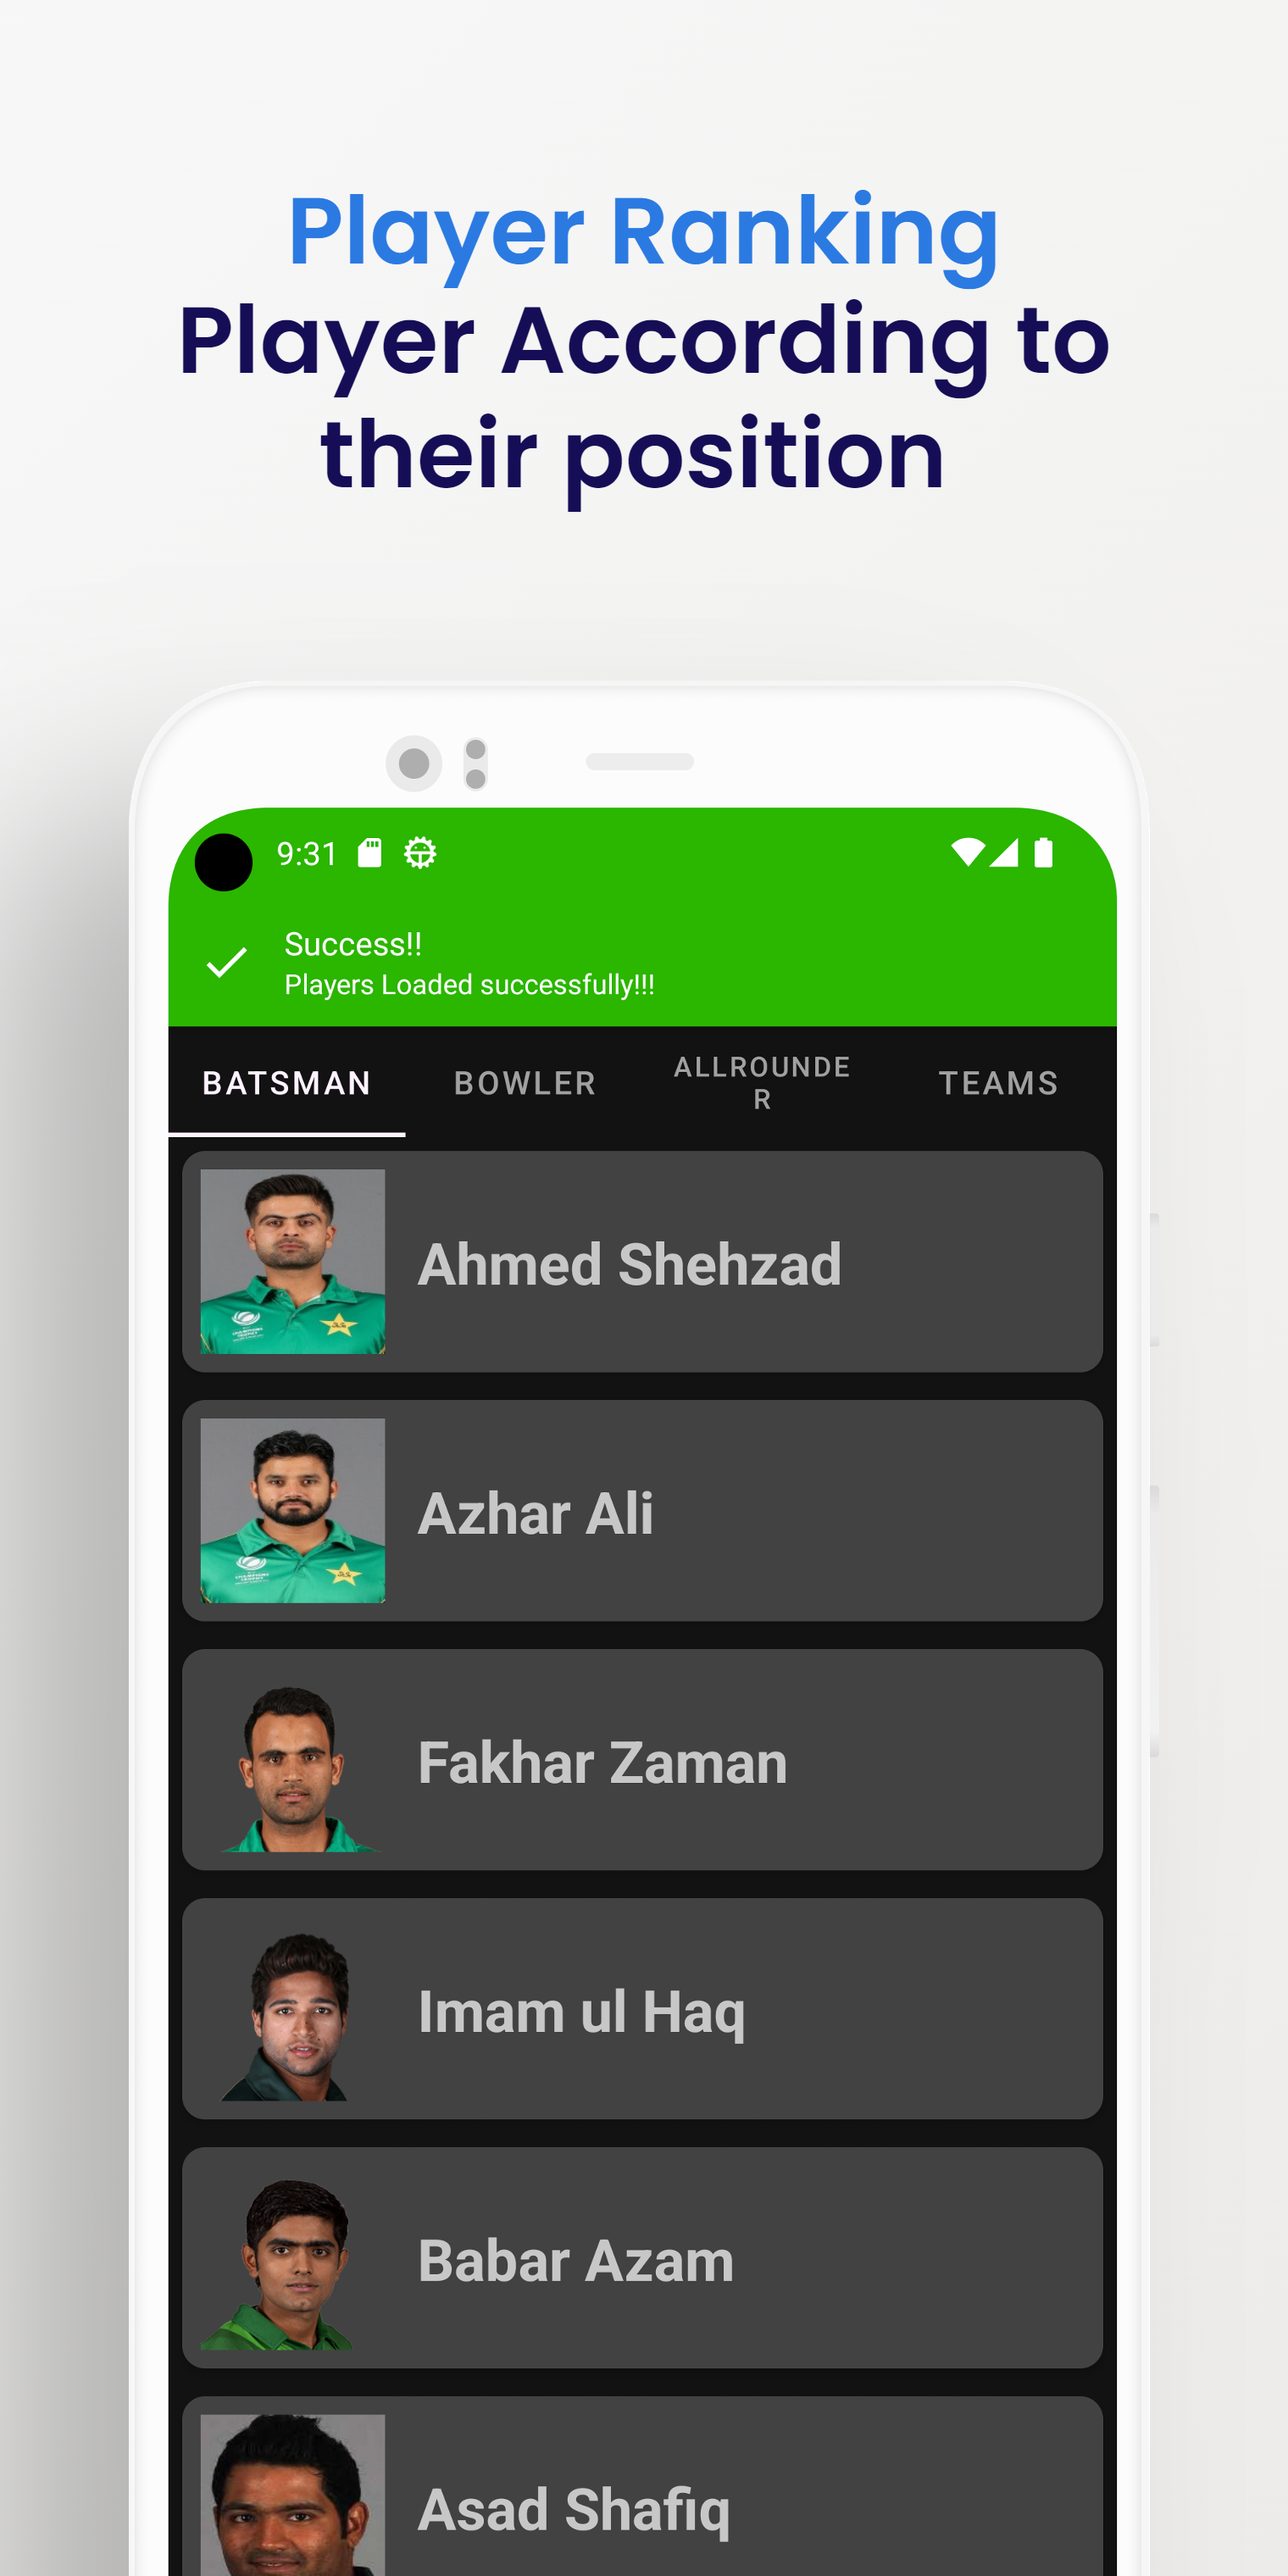 Player Ranking
Player According to
their position
9:31
Success!!
Players Loaded successfully!!!
BATSMAN
BOWLER
ALLROUNDE
R
TEAMS
Ahmed Shehzad
Azhar Ali
Fakhar Zaman
Imam ul Haq
Babar Azam
Asad Shafiq